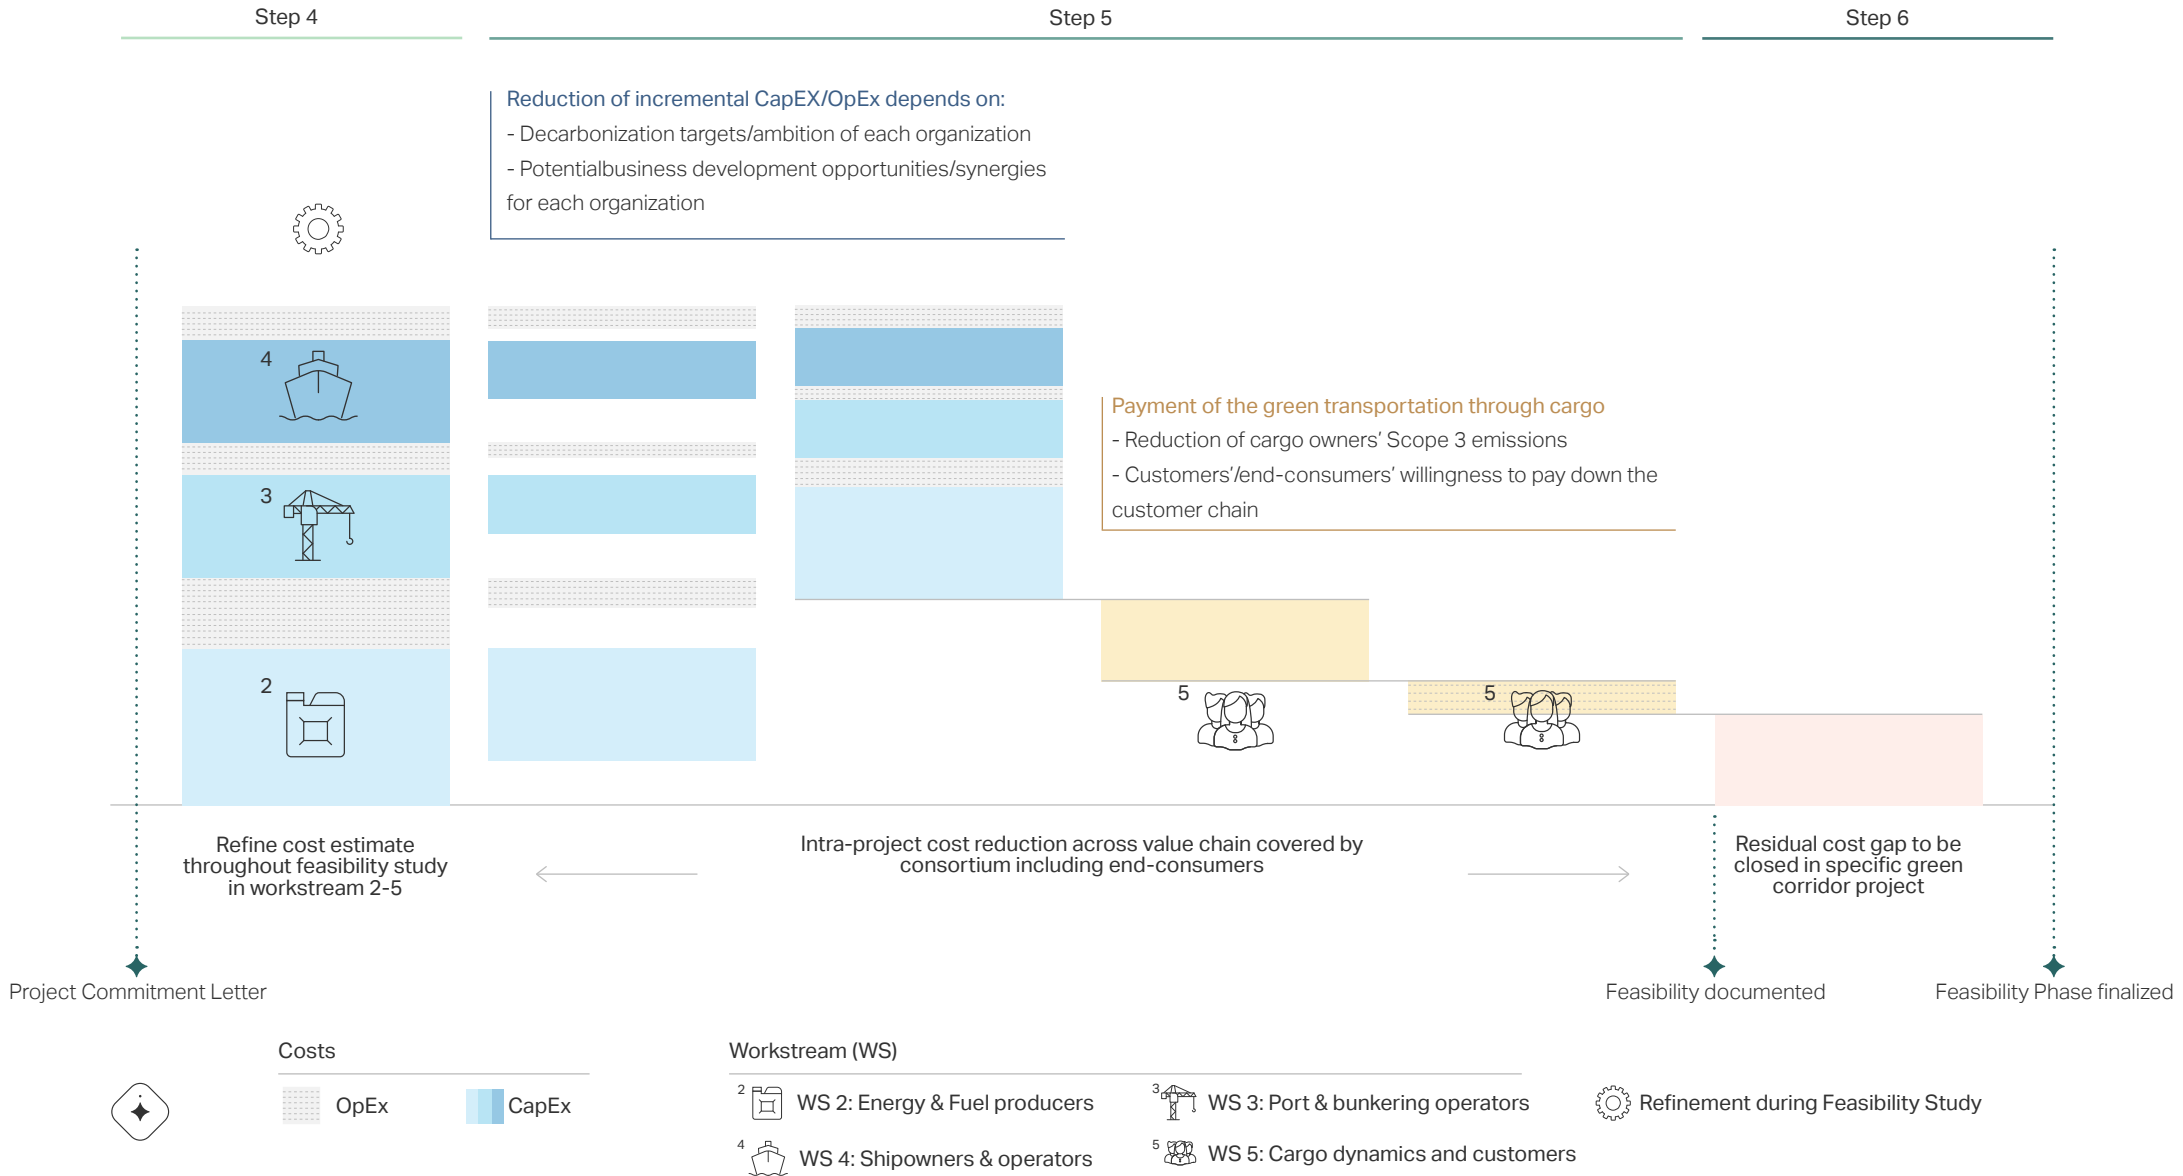 Step 4
Step 5
Step 6
Reduction of incremental CapEX/OpEx depends on:
- Decarbonization targets/ambition of each organization
- Potentialbusiness development opportunities/synergies
for each organization
4
3
2
Payment of the green transportation through cargo
- Reduction of cargo owners’ Scope 3 emissions
- Customers’/end-consumers’ willingness to pay down the
customer chain
5
5
Refine cost estimate
throughout feasibility study
in workstream 2-5
Intra-project cost reduction across value chain covered by
consortium including end-consumers
Residual cost gap to be
closed in specific green
corridor project
Project Commitment Letter
Feasibility documented
Feasibility Phase finalized
Costs
OpEx
CapEx
Workstream (WS)
2 WS 2: Energy & Fuel producers
3 WS 3: Port & bunkering operators
Refinement during Feasibility Study
4 WS 4: Shipowners & operators
5 WS 5: Cargo dynamics and customers